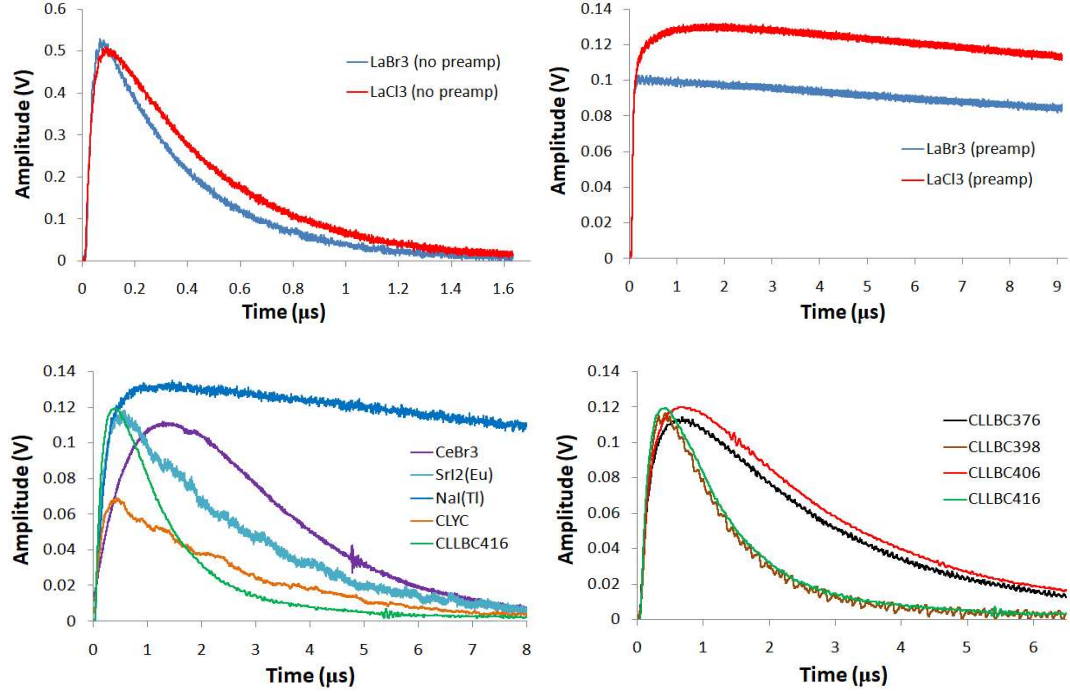 0.6
0.5
0.4
0.3
0.2
0.1
0
Amplitude (V)
LaBr3 (no preamp)
LaCl3 (no preamp)
0 0.2 0.4 0.6 0.8 1 1.2 1.4 1.6
Time (μs)
0.14
0.12
0.1
0.08
0.06
0.04
0.02
0
Amplitude (V)
LaBr3 (preamp)
LaCl3 (preamp)
0 1 2 3 4 5 6 7 8 9
Time (μs)
0.14
0.12
0.1
0.08
0.06
0.04
0.02
0
Amplitude (V)
CeBr3
SrI2(Eu)
NaI(Tl)
CLYC
CLLBC416
0 1 2 3 4 5 6 7 8
Time (μs)
0.14
0.12
0.1
0.08
0.06
0.04
0.02
0
Amplitude (V)
CLLBC376
CLLBC398
CLLBC406
CLLBC416
0 1 2 3 4 5 6
Time (μs)